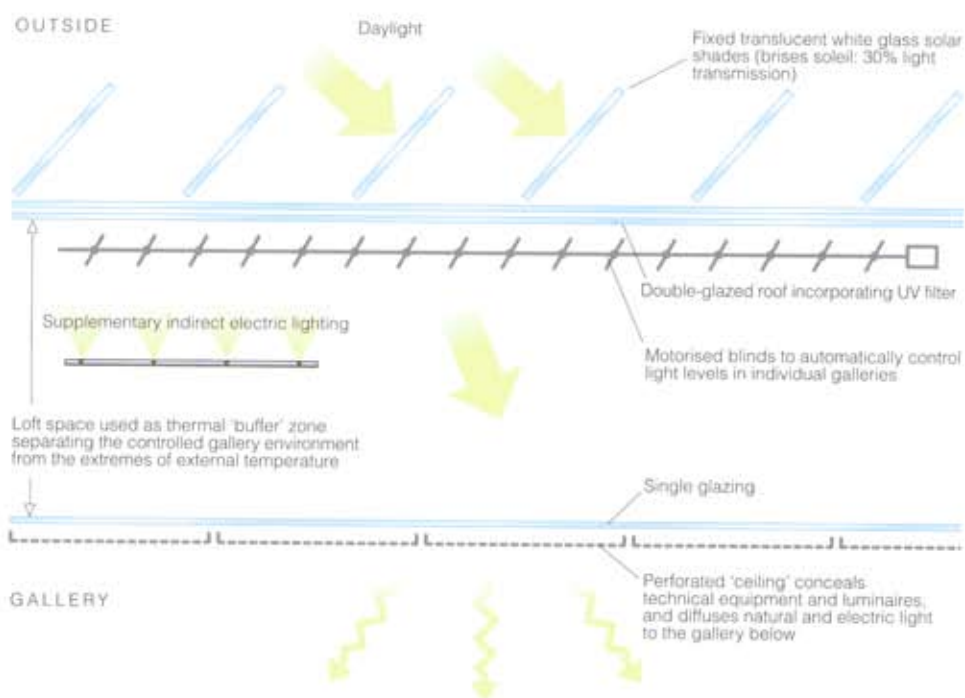 OUTSIDE
Daylight
Fixed translucent white glass solar
shades (brises soleil: 30% light
transmission)
Double-glazed roof incorporating UV filter
Supplementary indirect electric lighting
Motorised blinds to automatically control
light levels in individual galleries
Loft space used as thermal 'buffer' zone
separating the controlled gallery environment
from the extremes of external temperature
Single glazing
Perforated 'ceiling' conceals
technical equipment and luminaires,
and diffuses natural and electric light
to the gallery below
GALLERY